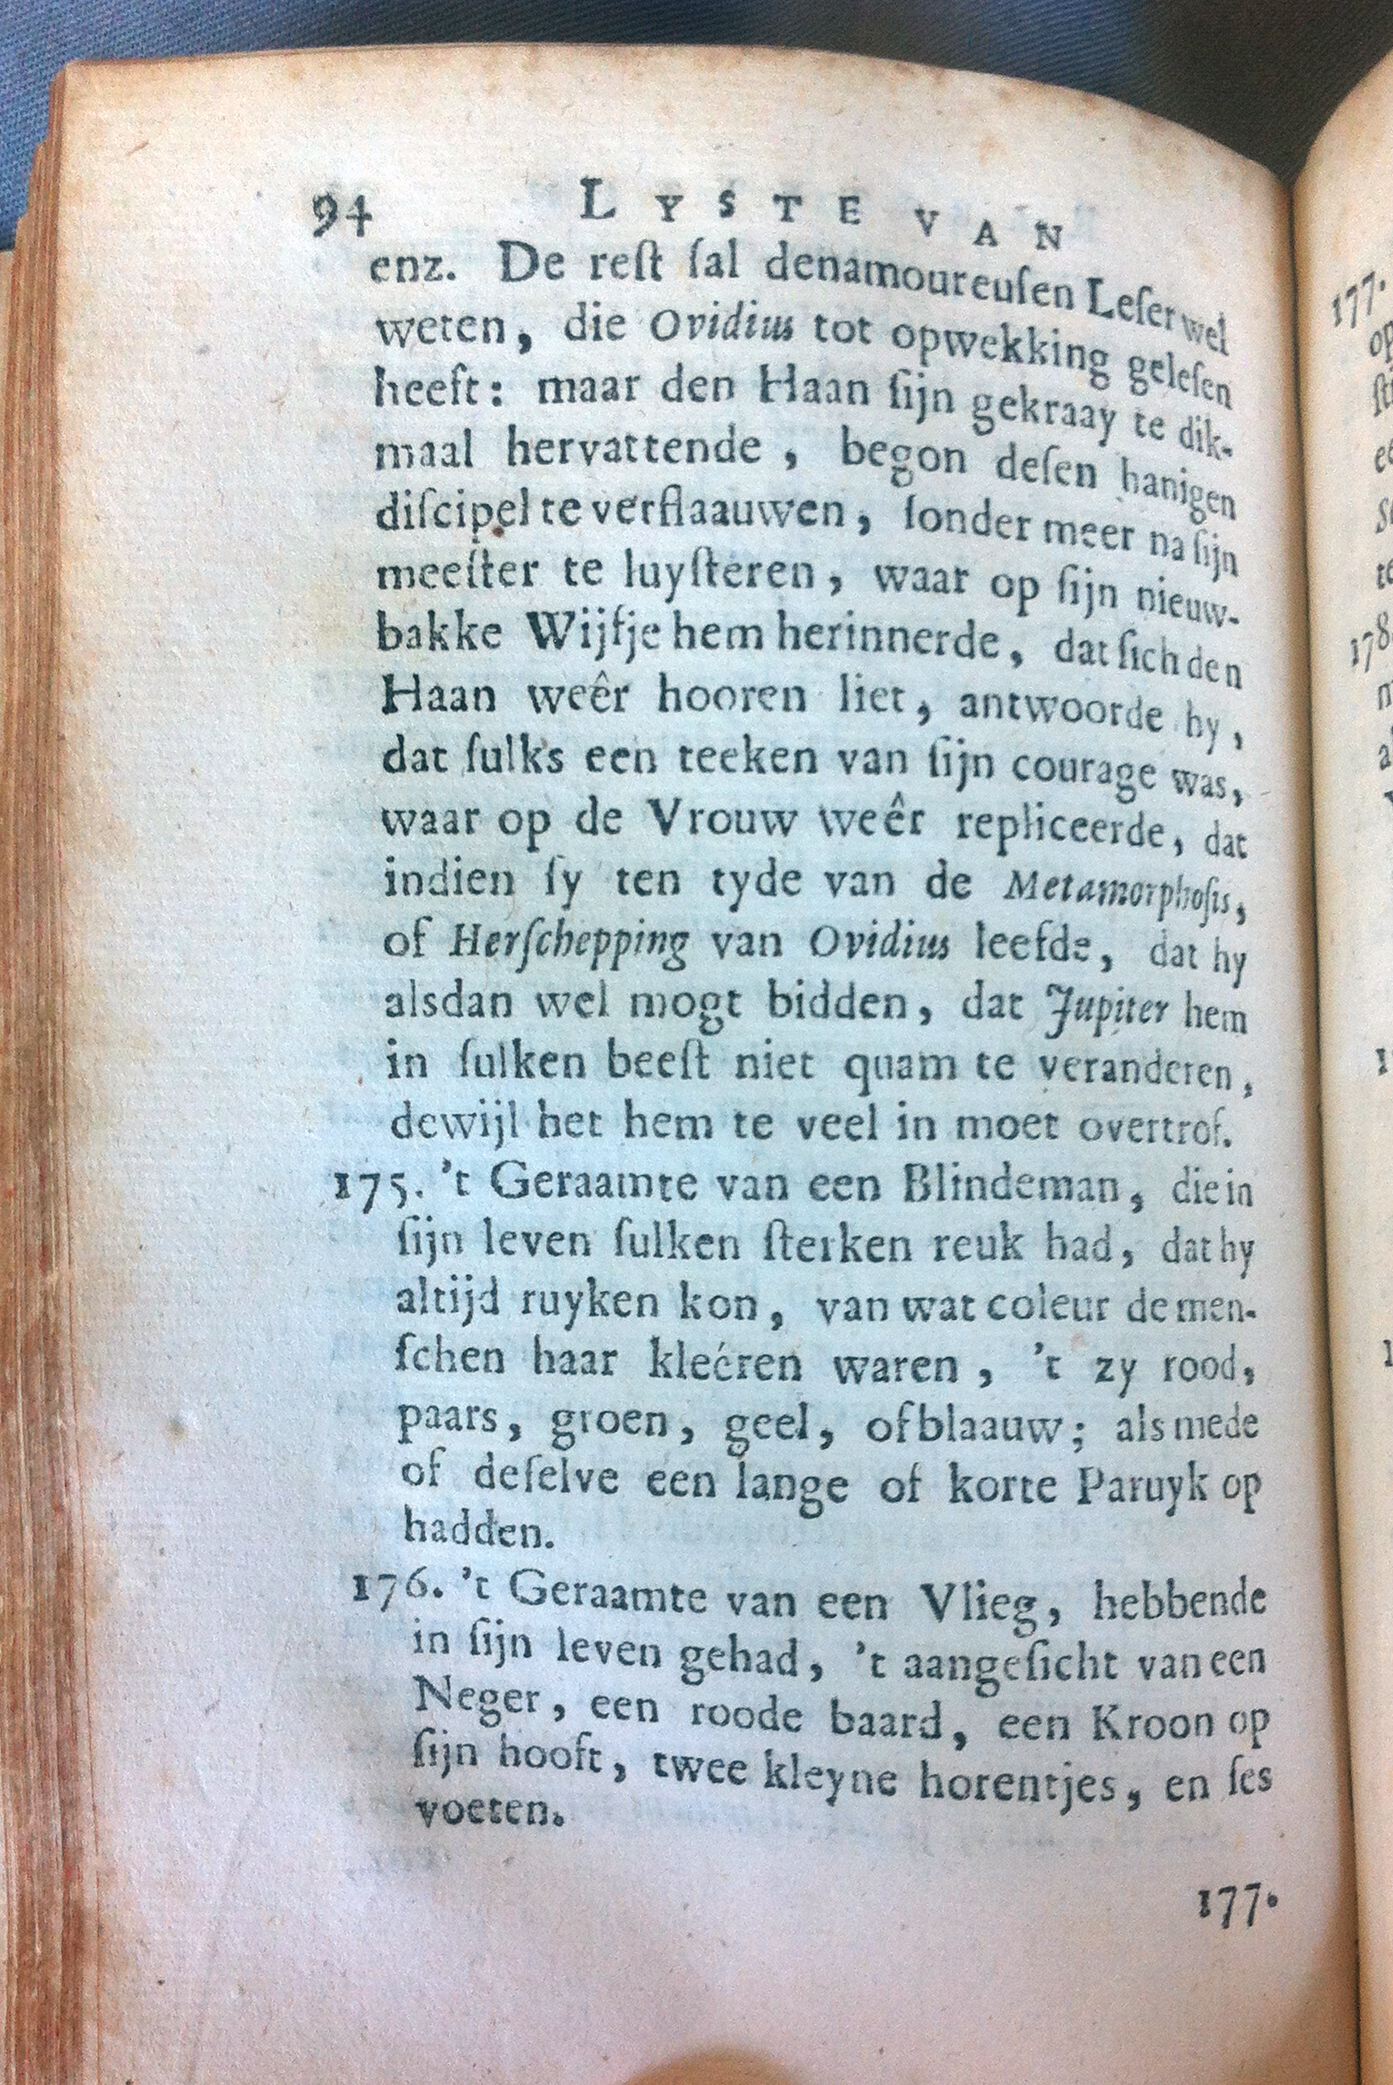 94 LYSTE VAN
enz. De reſt ſal denamoureuſen Leſer wel
weten, die Ovidius tot opwekking geleſen
heeft: maar den Haan ſijn gekraay te dik-
maal hervattende, begon deſen hanigen
diſcipel te verflaauwen, ſonder meer na ſijn
meeſter te luyſteren, waar op ſijn nieuw-
bakke Wijfje hem herinnerde, dat ſich den
Haan weêr hooren liet, antwoorde hy,
dat ſulks een teeken van ſijn courage was,
waar op de Vrouw weêr repliceerde, dat
indien ſy ten tyde van de Metamorphoſis,
of Herſchepping van Ovidius leefde, dat hy
alsdan wel mogt bidden, dat Jupiter hem
in ſulken beeſt niet quam te veranderen,
dewijl het hem te veel in moet overtrof.
175. 't Geraamte van een Blindeman, die in
ſijn leven ſulken ſterken reuk had, dat hy
altijd ruyken kon, van wat coleur de men-
ſchen haar kleéren waren, 't zy rood,
paars, groen, geel, of blaauw; als mede
of deſelve een lange of korte Paruyk op
hadden.
176. 't Geraamte van een Vlieg, hebbende
in ſijn leven gehad, 't aangeſicht van een
Neger, een roode baard, een Kroon op
ſijn hooft, twee kleyne horentjes, en ſes
voeten.
177.
177.
178